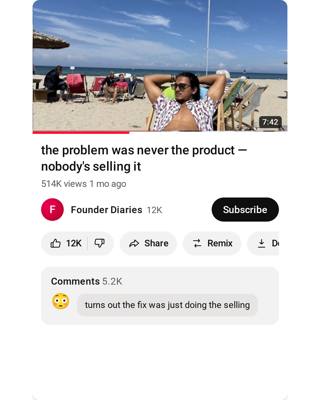 7:42
the problem was never the product —
nobody's selling it
514K views 1 mo ago
F Founder Diaries 12K Subscribe
12K Share Remix
Comments 5.2K
turns out the fix was just doing the selling